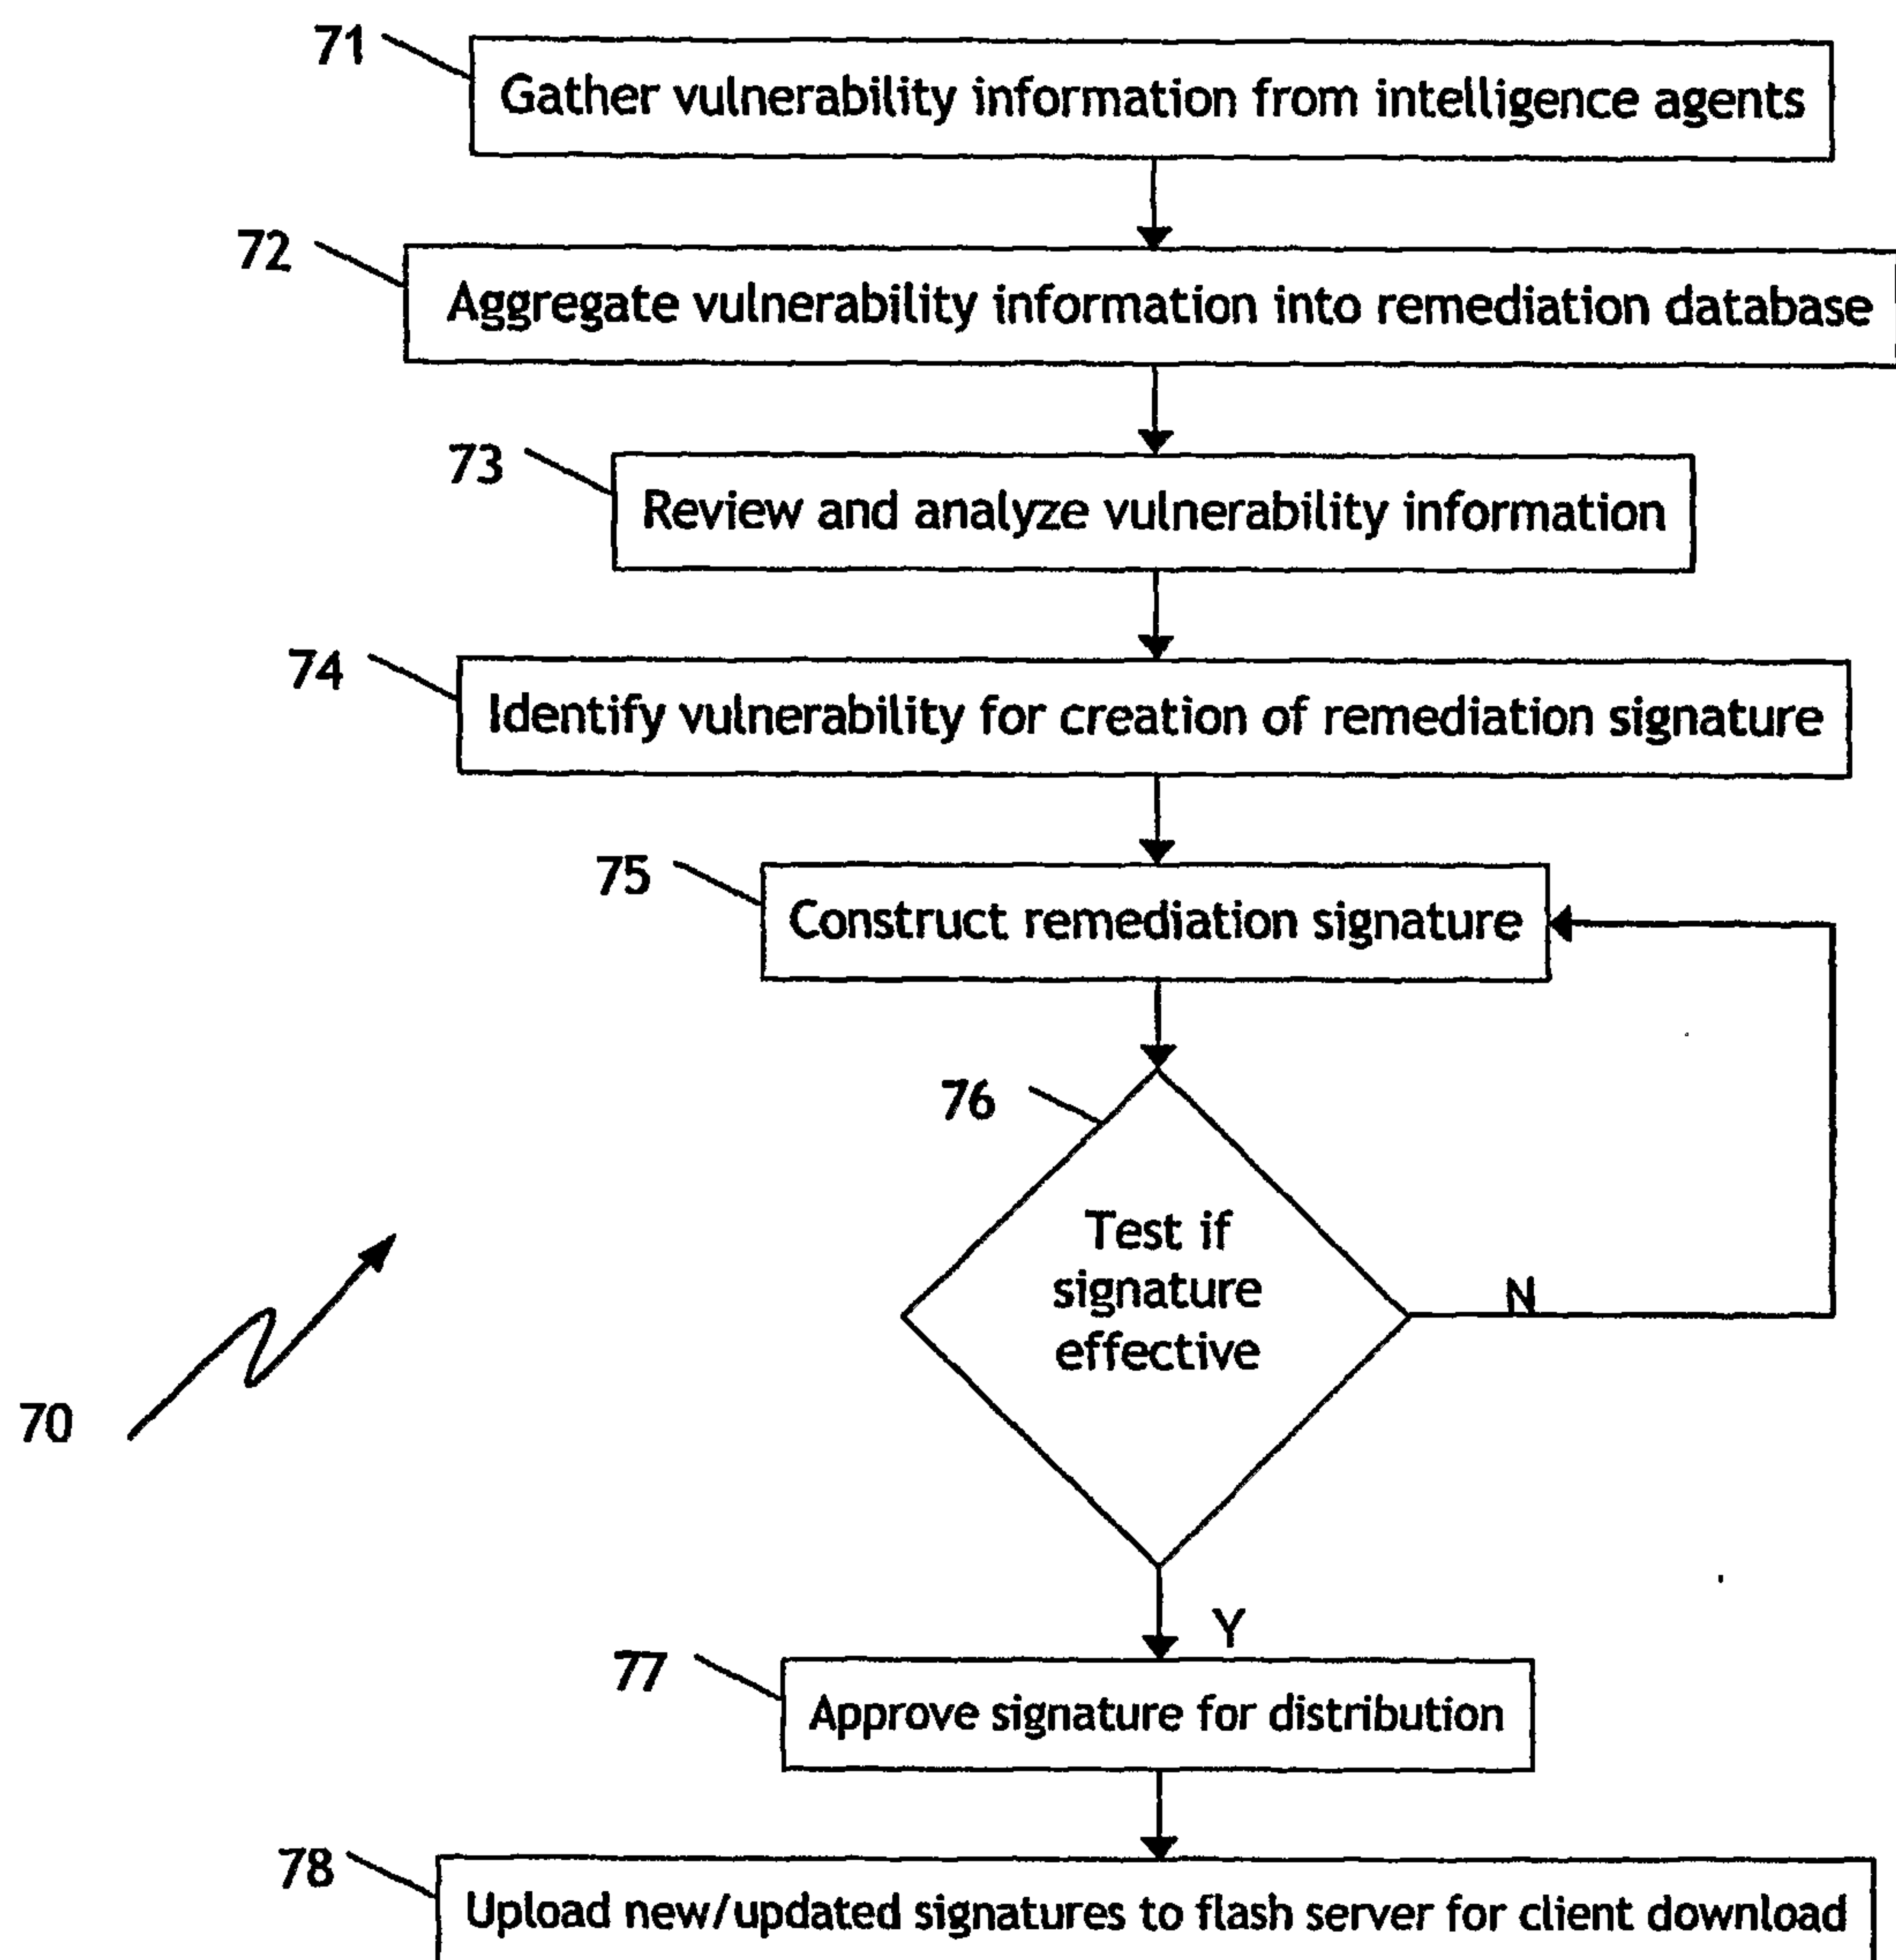 71
Gather vulnerability information from intelligence agents
72
Aggregate vulnerability information into remediation database
73
Review and analyze vulnerability information
74
Identify vulnerability for creation of remediation signature
75
Construct remediation signature
76
Test if
signature
effective
N
70
Y
77
Approve signature for distribution
78
Upload new/updated signatures to flash server for client download